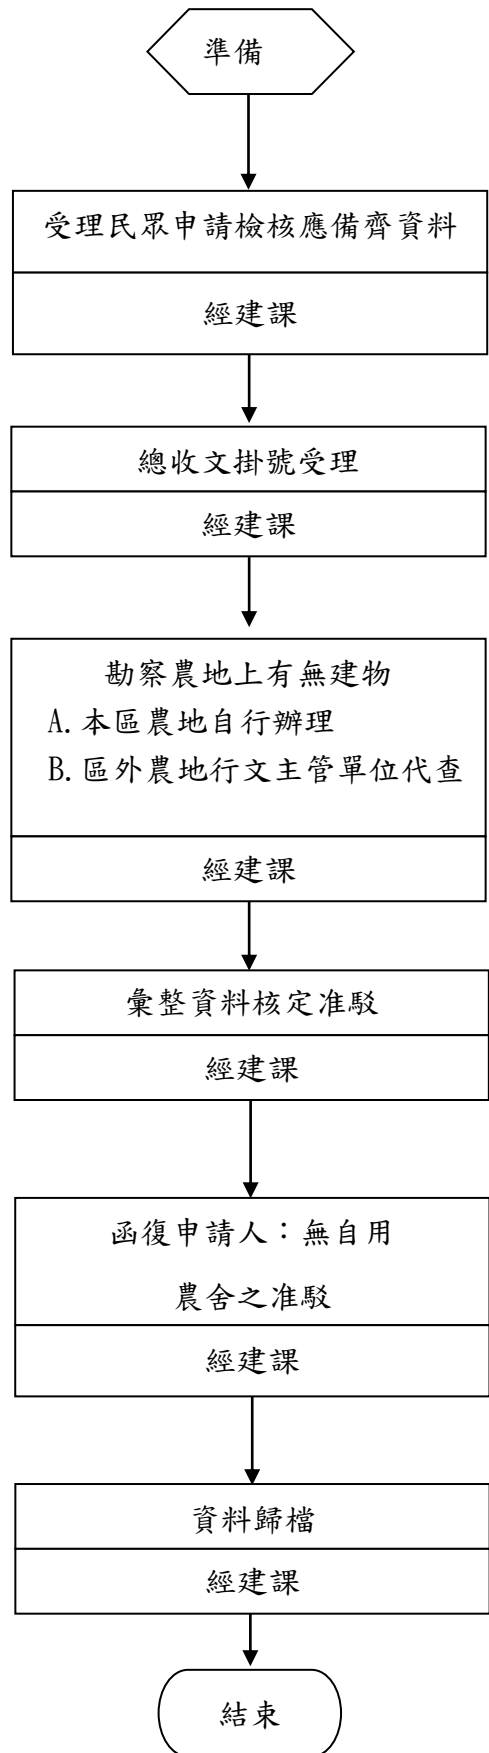 準備
受理民眾申請檢核應備齊資料
經建課
總收文掛號受理
經建課
勘察農地上有無建物
A.本區農地自行辦理
B.區外農地行文主管單位代查
經建課
彙整資料核定准駁
經建課
函復申請人：無自用
農舍之准駁
經建課
資料歸檔
經建課
結束